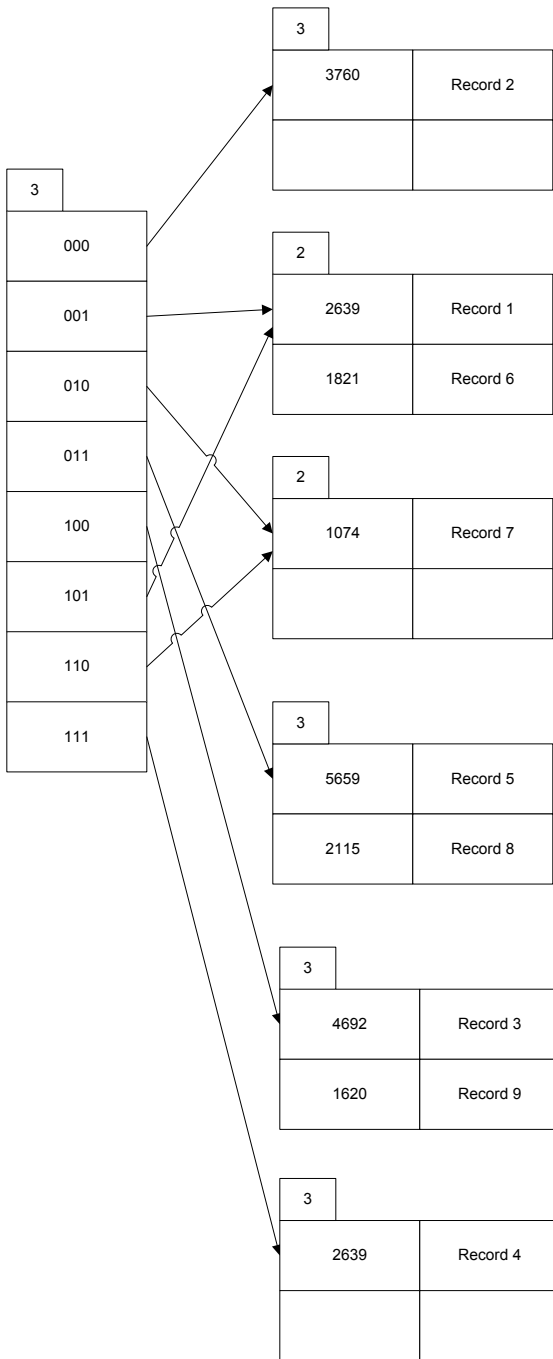 3
000
001
010
011
100
101
110
111
3
3760 Record 2
2
2639 Record 1
1821 Record 6
2
1074 Record 7
3
5659 Record 5
2115 Record 8
3
4692 Record 3
1620 Record 9
3
2639 Record 4